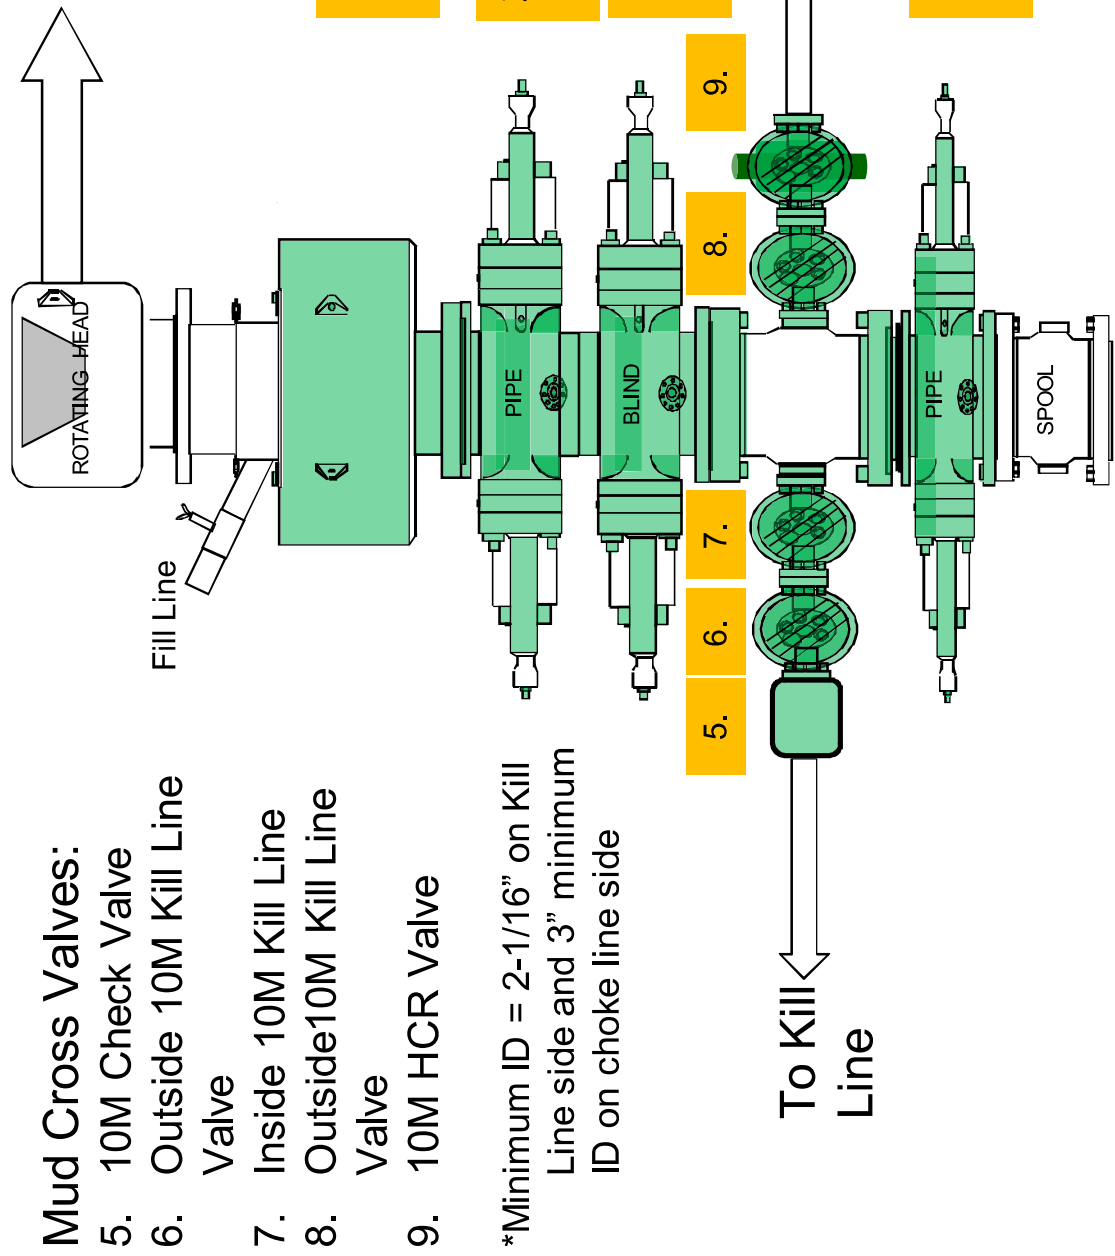 Mud Cross Valves:
5. 10M Check Valve
6. Outside 10M Kill Line
Valve
7. Inside 10M Kill Line
8. Outside10M Kill Line
Valve
9. 10M HCR Valve
*Minimum ID = 2-1/16” on Kill
Line side and 3” minimum
ID on choke line side
To Kill
Line
Fill Line
ROTATING HEAD
PIPE
BLIND
5.
6.
7.
8.
9.
PIPE
SPOOL